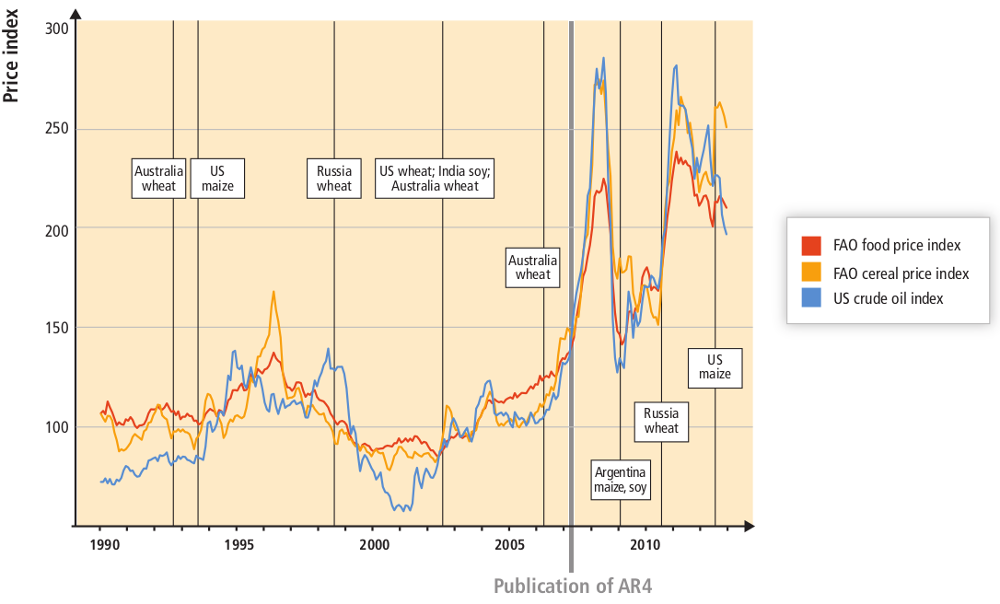 Price index
300
250
200
150
100
Australia
wheat
US
maize
Russia
wheat
US wheat; India soy;
Australia wheat
Australia
wheat
US
maize
Russia
wheat
Argentina
maize, soy
FAO food price index
FAO cereal price index
US crude oil index
1990
1995
2000
2005
2010
Publication of AR4